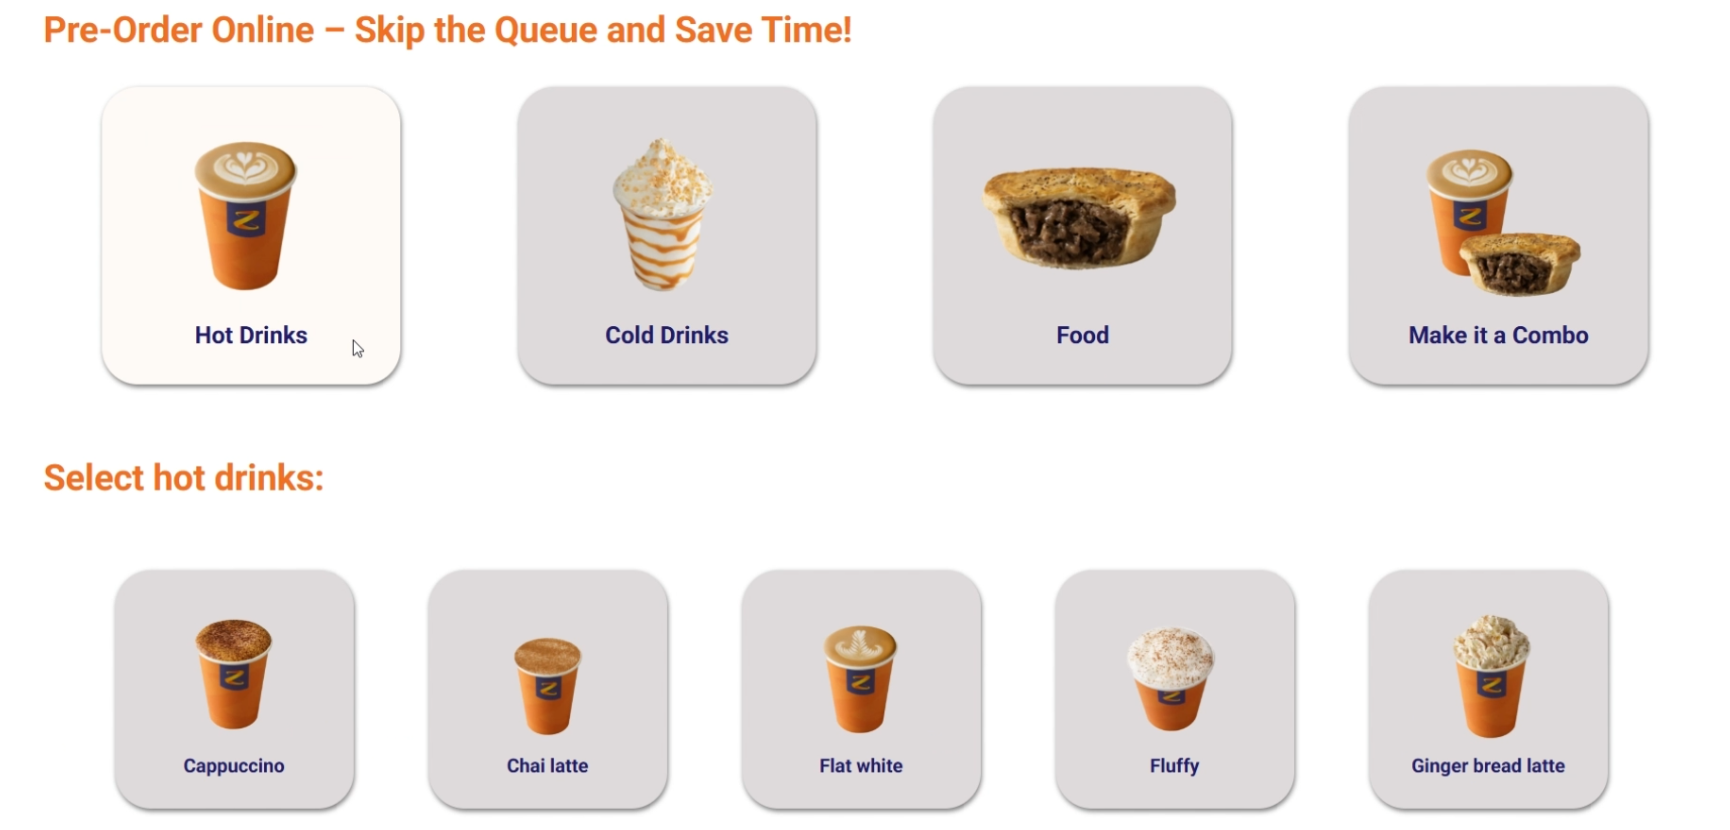 Pre-Order Online – Skip the Queue and Save Time!
Hot Drinks
Cold Drinks
Food
Make it a Combo
Select hot drinks:
Cappuccino
Chai latte
Flat white
Fluffy
Ginger bread latte